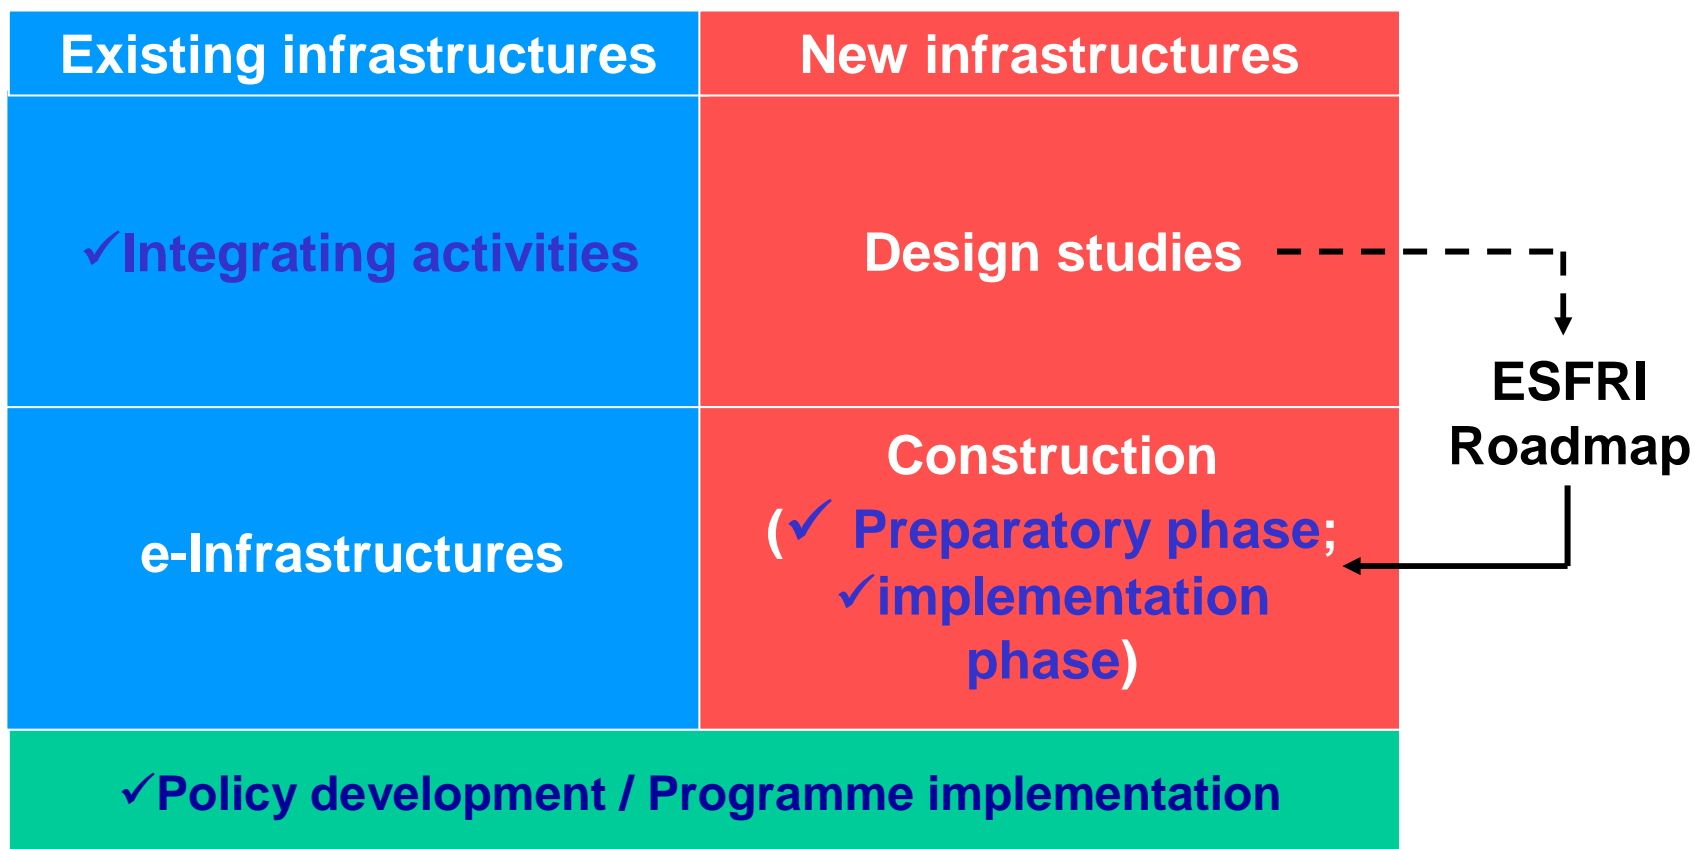 Existing infrastructures
New infrastructures
✓Integrating activities
Design studies
ESFRI
Roadmap
e-Infrastructures
Construction
(✓ Preparatory phase;
✓implementation
phase)
✓Policy development / Programme implementation